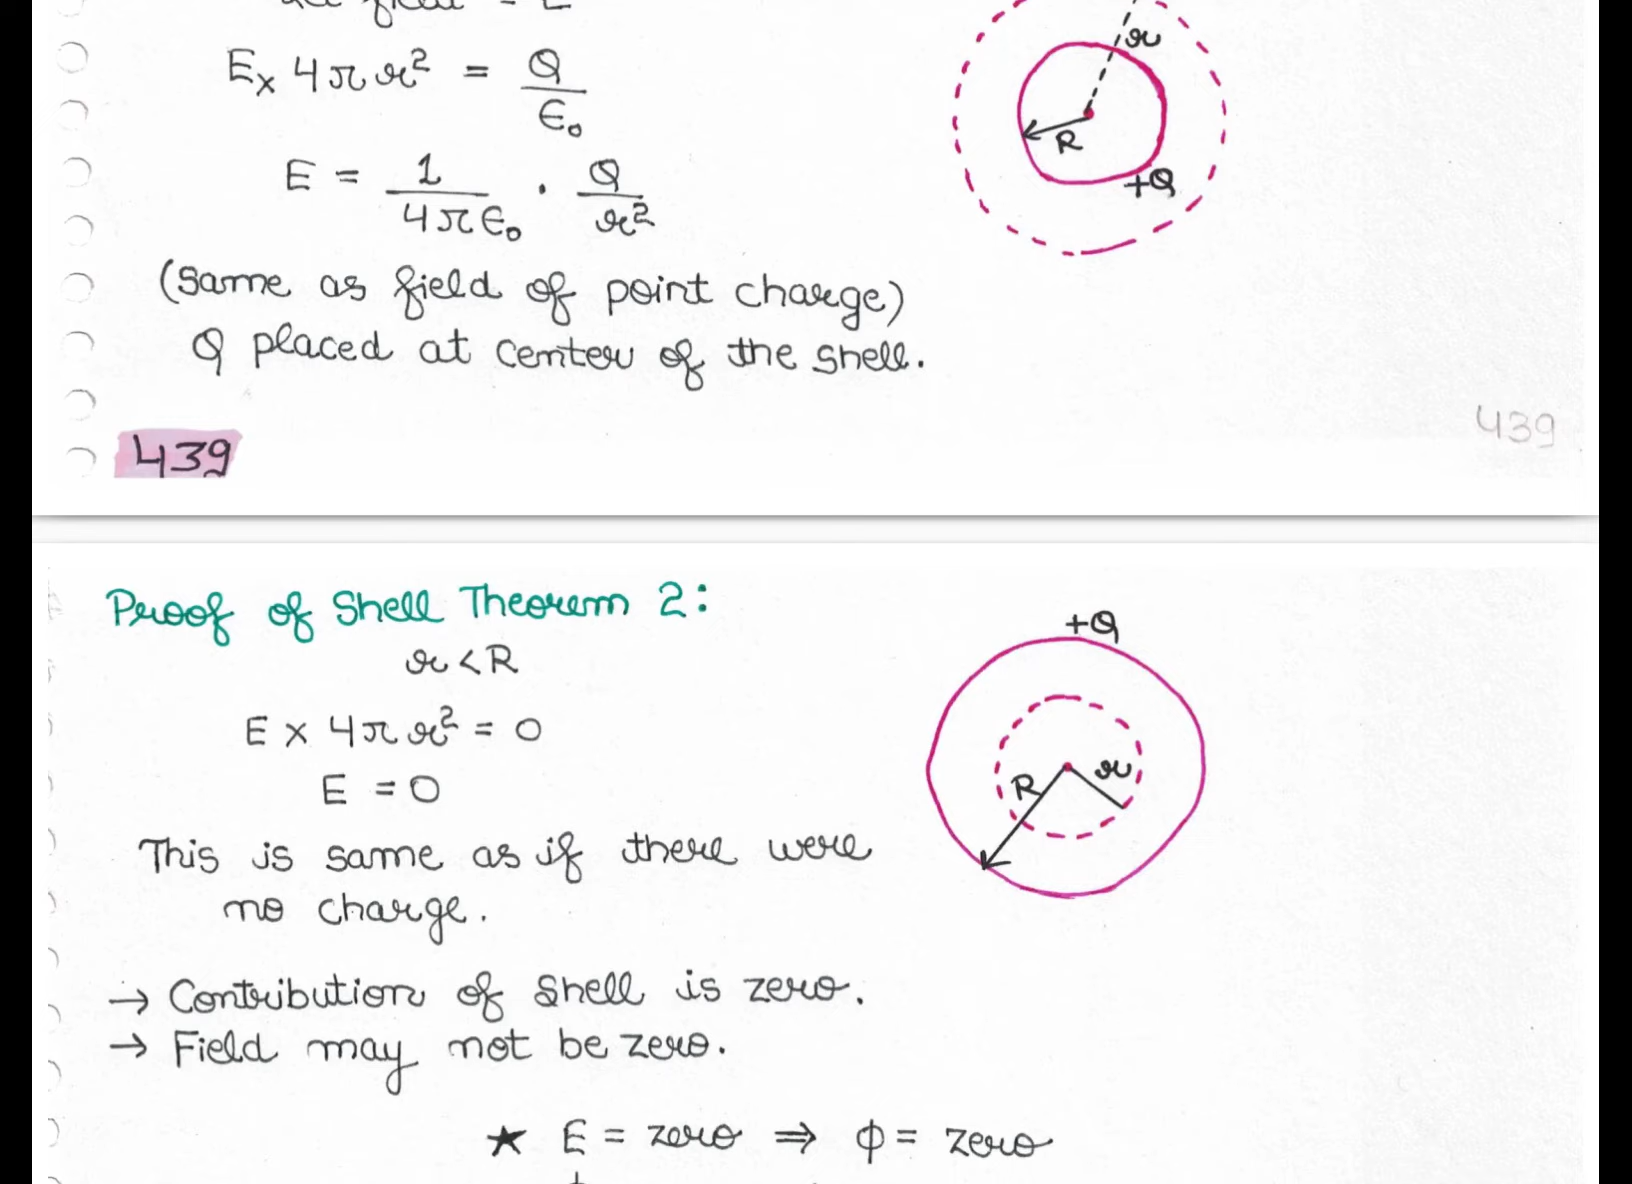 E × 4πr² = Q/ε₀
r
R
+Q
E = 1/4πε₀ · Q/r²
(Same as field of point charge)
Q placed at center of the shell.
439
439
Proof of Shell Theorem 2:
+Q
r < R
E × 4πr² = 0
E = 0
R
r
This is same as if there were
no charge.
→ Contribution of shell is zero.
→ Field may not be zero.
★ E = zero ⇒ ϕ = zero